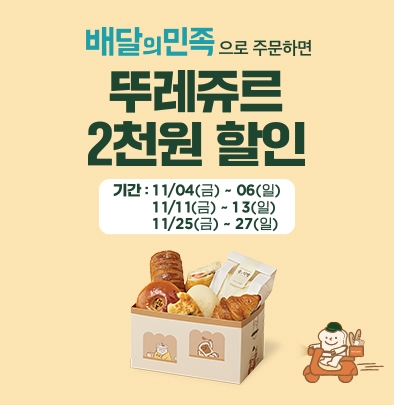 배달의민족 으로 주문하면
뚜레쥬르
2천원 할인
기간 : 11/04(금) ~ 06(일)
11/11(금) ~ 13(일)
11/25(금) ~ 27(일)